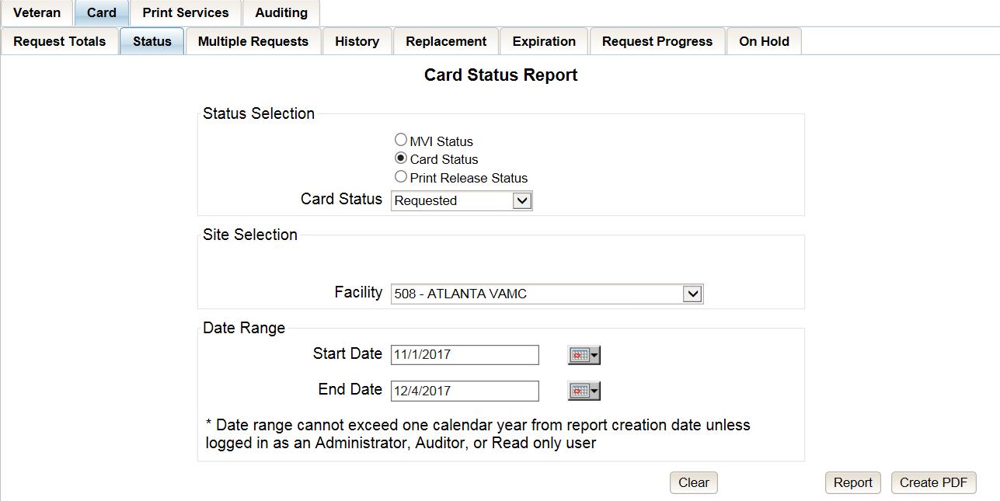 Veteran Card Print Services Auditing
Request Totals Status Multiple Requests History Replacement Expiration Request Progress On Hold
Card Status Report
Status Selection
MVI Status
Card Status
Print Release Status
Card Status Requested
Site Selection
Facility 508 - ATLANTA VAMC
Date Range
Start Date 11/1/2017
End Date 12/4/2017
* Date range cannot exceed one calendar year from report creation date unless
logged in as an Administrator, Auditor, or Read only user
Clear Report Create PDF